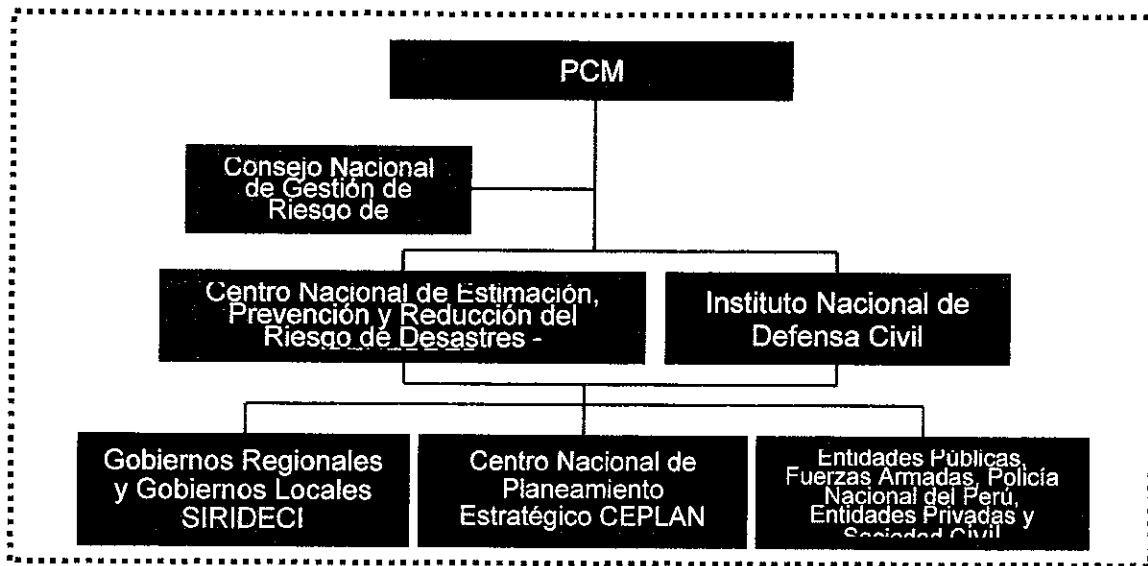 PCM
Consejo Nacional
de Gestión de
Riesgo de
Centro Nacional de Estimación,
Prevención y Reducción del
Riesgo de Desastres -
Instituto Nacional de
Defensa Civil
Gobiernos Regionales
y Gobiernos Locales
SIRIDECI
Centro Nacional de
Planeamiento
Estratégico CEPLAN
Entidades Públicas,
Fuerzas Armadas, Policía
Nacional del Perú,
Entidades Privadas y
Sociedad Civil